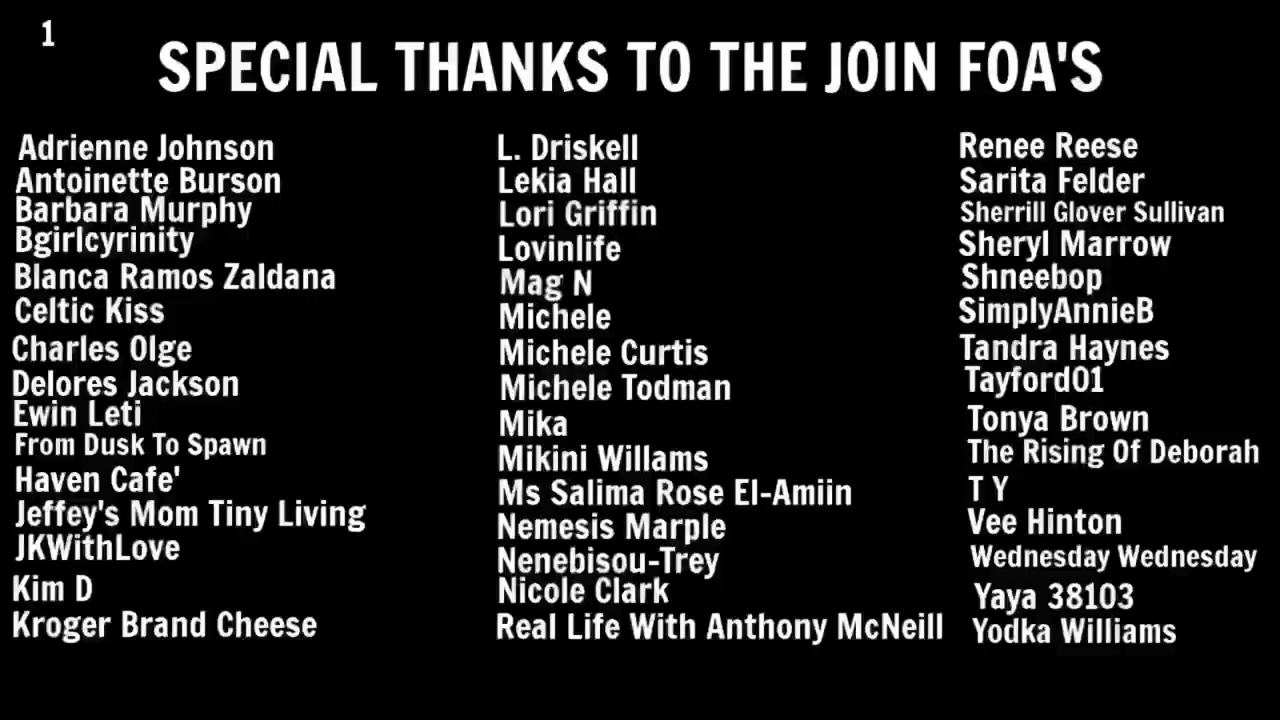 1
SPECIAL THANKS TO THE JOIN FOA'S
Adrienne Johnson
Antoinette Burson
Barbara Murphy
Bgirlcyrinity
Blanca Ramos Zaldana
Celtic Kiss
Charles Olge
Delores Jackson
Ewin Leti
From Dusk To Spawn
Haven Cafe'
Jeffey's Mom Tiny Living
JKWithLove
Kim D
Kroger Brand Cheese
L. Driskell
Lekia Hall
Lori Griffin
Lovinlife
Mag N
Michele
Michele Curtis
Michele Todman
Mika
Mikini Willams
Ms Salima Rose El-Amiin
Nemesis Marple
Nenebisou-Trey
Nicole Clark
Real Life With Anthony McNeill
Renee Reese
Sarita Felder
Sherrill Glover Sullivan
Sheryl Marrow
Shneebop
SimplyAnnieB
Tandra Haynes
Tayford01
Tonya Brown
The Rising Of Deborah
T Y
Vee Hinton
Wednesday Wednesday
Yaya 38103
Yodka Williams